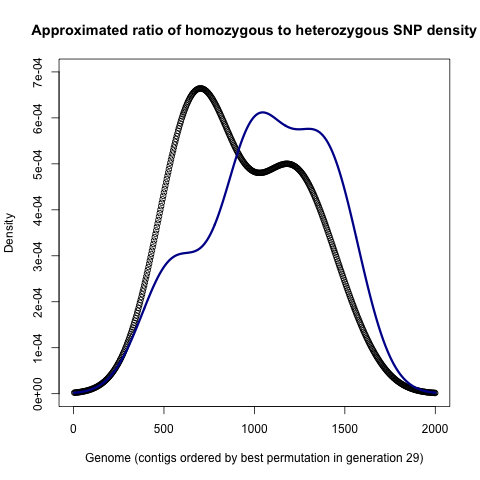 Approximated ratio of homozygous to heterozygous SNP density
Density
7e-04
6e-04
5e-04
4e-04
3e-04
2e-04
1e-04
0e+00
0
500
1000
1500
2000
Genome (contigs ordered by best permutation in generation 29)